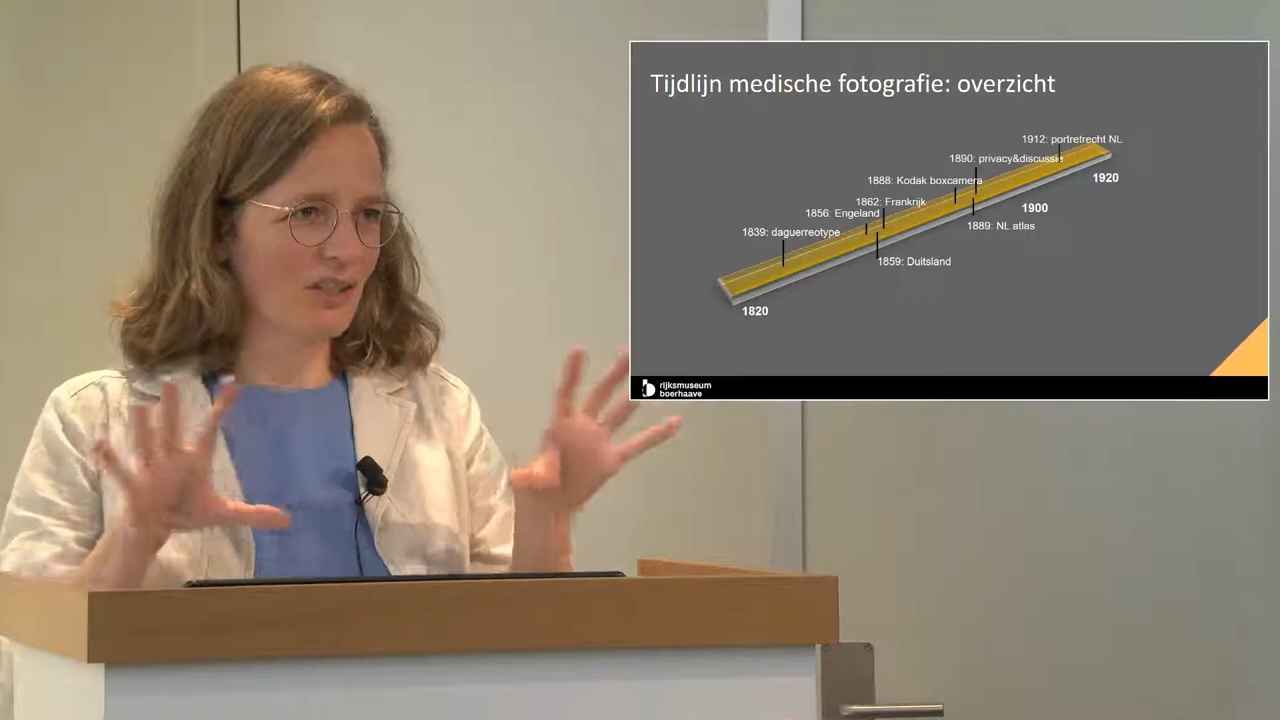 Tijdlijn medische fotografie: overzicht
1912: portretrecht NL
1890: privacy&discussie
1888: Kodak boxcamera
1920
1862: Frankrijk
1900
1856: Engeland
1889: NL atlas
1839: daguerreotype
1859: Duitsland
1820
rijksmuseum
boerhaave